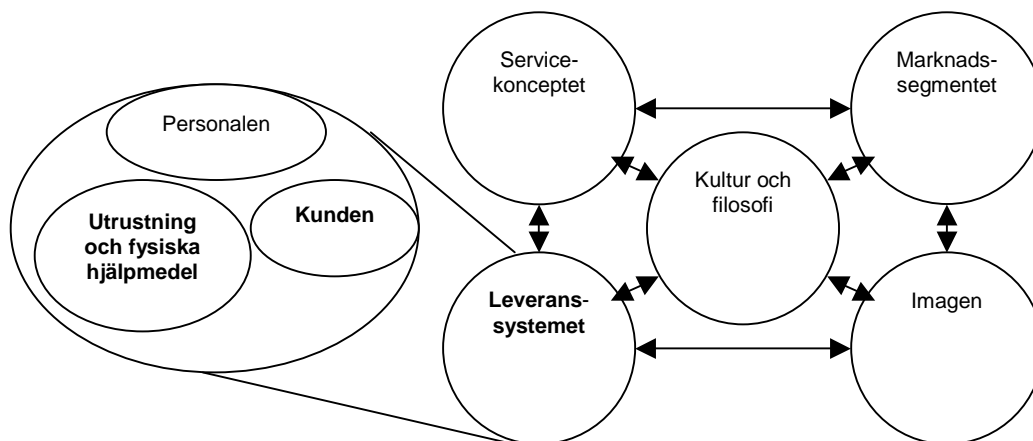 Service-
konceptet
Marknads-
segmentet
Personalen
Kultur och
filosofi
Utrustning
och fysiska
hjälpmedel
Kunden
Leverans-
systemet
Imagen